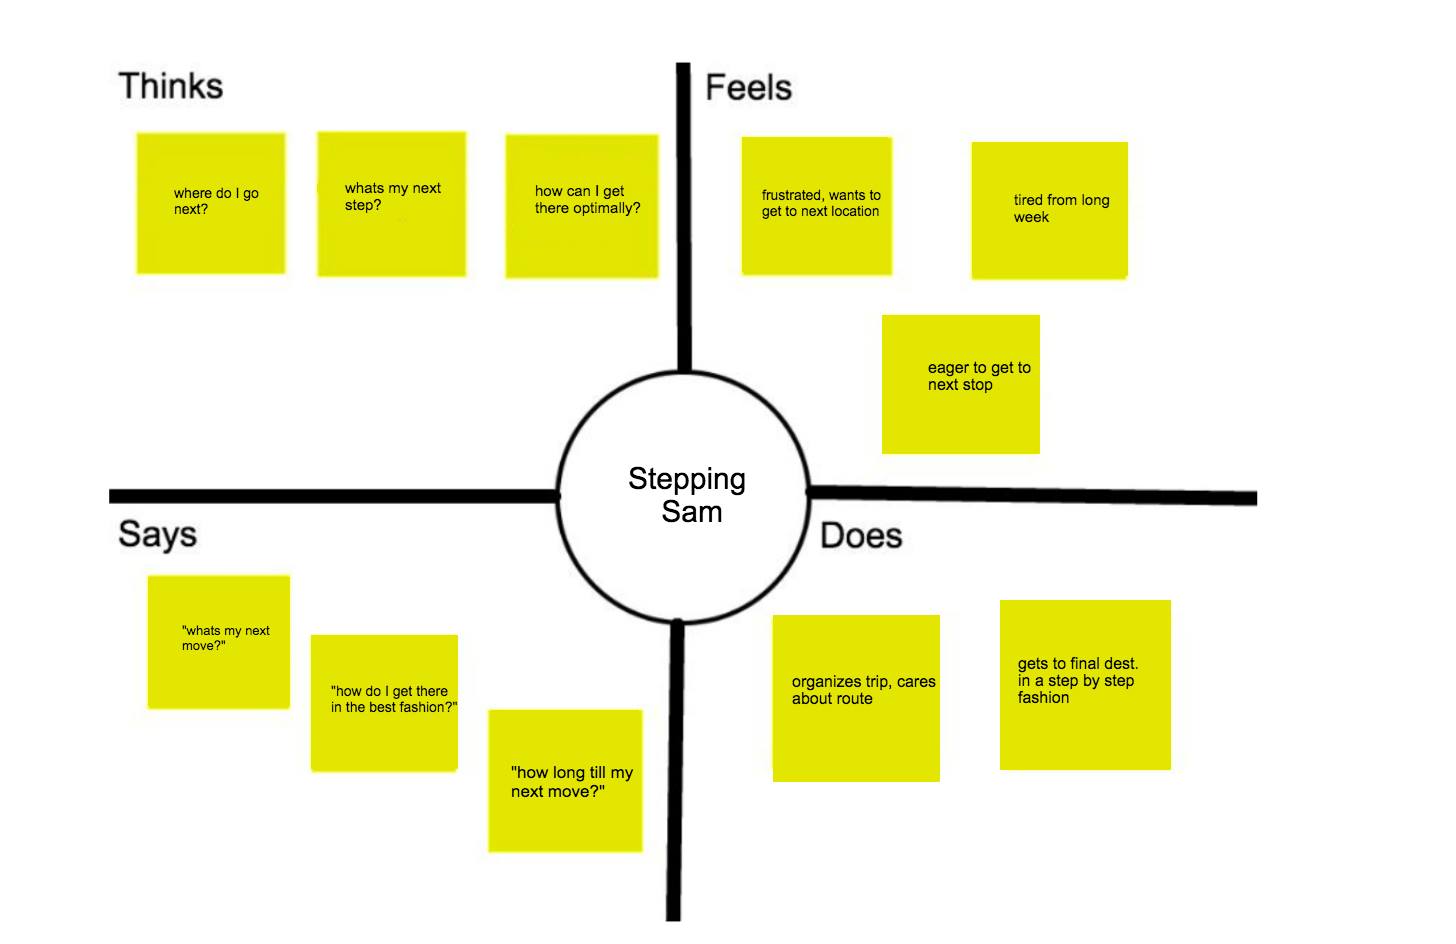 Thinks
where do I go
next?
whats my next
step?
how can I get
there optimally?
Feels
frustrated, wants to
get to next location
tired from long
week
eager to get to
next stop
Stepping
Sam
Says
"whats my next
move?"
"how do I get there
in the best fashion?"
"how long till my
next move?"
Does
organizes trip, cares
about route
gets to final dest.
in a step by step
fashion